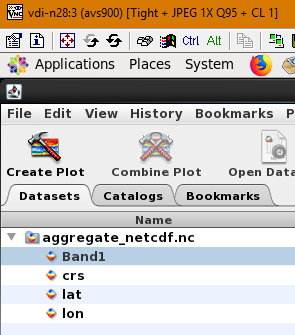 vdi-n28:3 (avs900) [Tight + JPEG 1X Q95 + CL 1]
Ctrl Alt
Applications Places System
File Edit View History Bookmarks P
Create Plot Combine Plot Open Data
Datasets Catalogs Bookmarks
Name
aggregate_netcdf.nc
Band1
crs
lat
lon